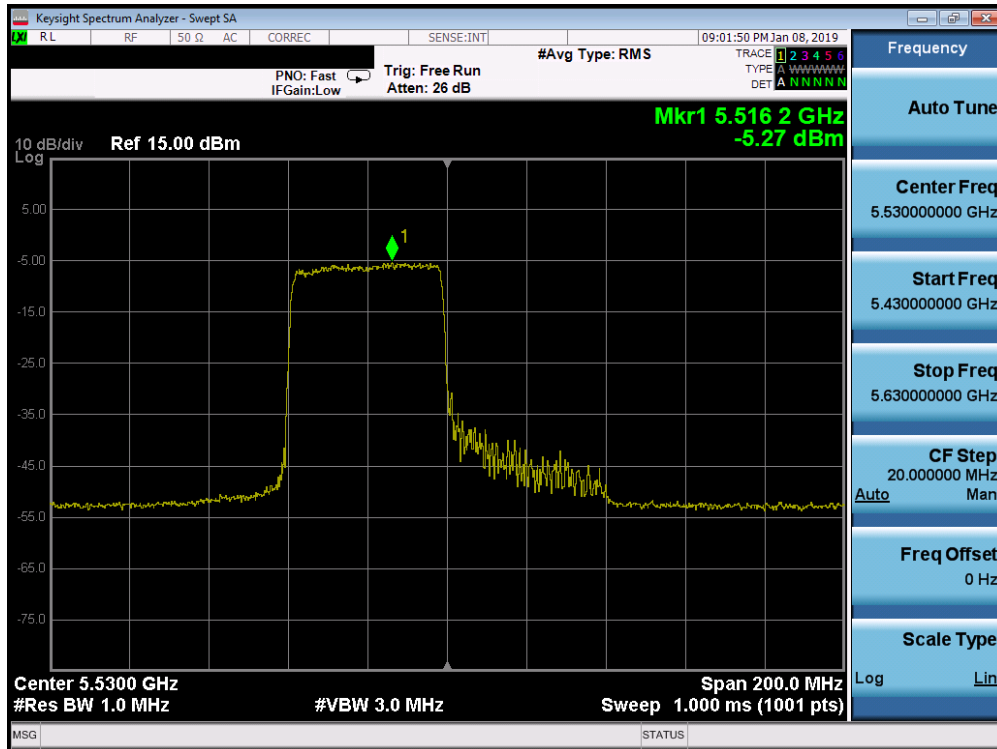 Keysight Spectrum Analyzer - Swept SA
LXI RL RF 50 Ω AC CORREC SENSE:INT 09:01:50 PM Jan 08, 2019
#Avg Type: RMS TRACE 1 2 3 4 5 6
PNO: Fast Trig: Free Run TYPE A WWWWW
IFGain:Low Atten: 26 dB DET A N N N N N
Mkr1 5.516 2 GHz
-5.27 dBm
10 dB/div Ref 15.00 dBm
Log
5.00
1
-5.00
-15.0
-25.0
-35.0
-45.0
-55.0
-65.0
-75.0
Center 5.5300 GHz Span 200.0 MHz
#Res BW 1.0 MHz #VBW 3.0 MHz Sweep 1.000 ms (1001 pts)
MSG STATUS
Frequency
Auto Tune
Center Freq
5.530000000 GHz
Start Freq
5.430000000 GHz
Stop Freq
5.630000000 GHz
CF Step
20.000000 MHz
Auto Man
Freq Offset
0 Hz
Scale Type
Log Lin